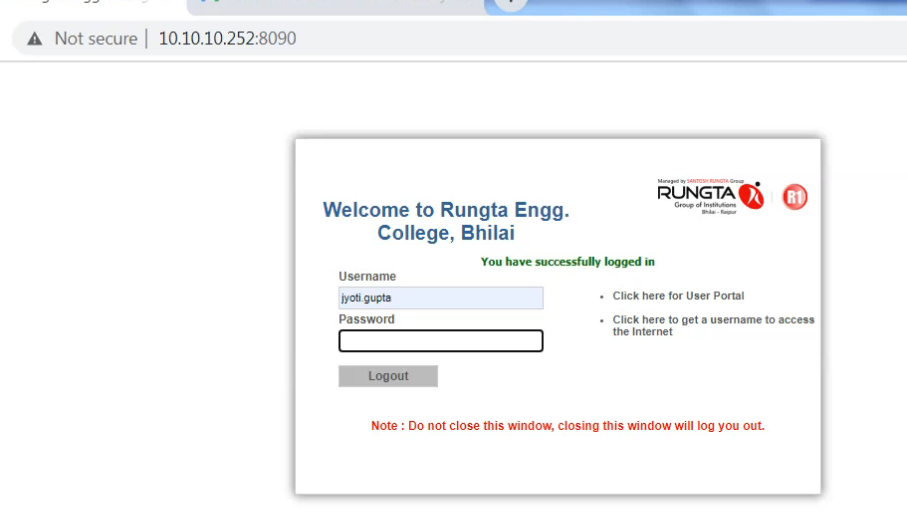 Not secure | 10.10.10.252:8090
Managed by SANTOSH RUNGTA Group
RUNGTA
Group of Institutions
Bhilai - Raipur
R1
Welcome to Rungta Engg.
College, Bhilai
You have successfully logged in
Username
jyoti.gupta
Password
Logout
Click here for User Portal
Click here to get a username to access
the Internet
Note : Do not close this window, closing this window will log you out.